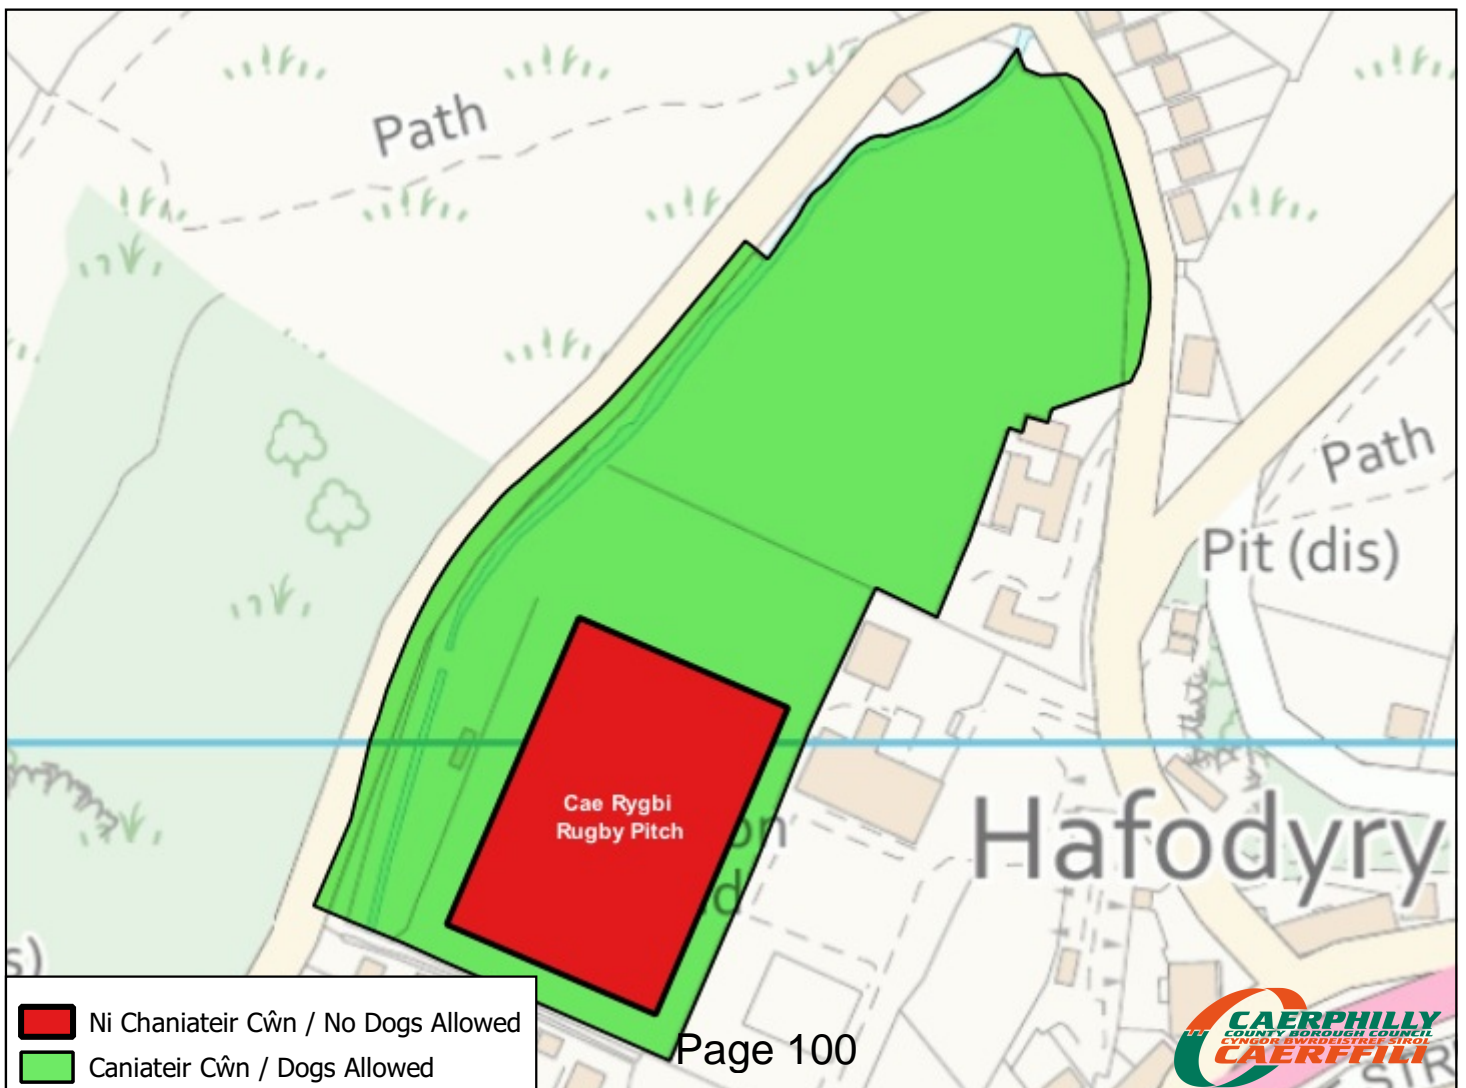 Path
Path
Pit (dis)
Cae Rygbi
Rugby Pitch
Hafodyry
s)
Ni Chaniateir Cŵn / No Dogs Allowed
Caniateir Cŵn / Dogs Allowed
Page 100
CAERPHILLY
COUNTY BOROUGH COUNCIL
CYNGOR BWRDEISTREF SIROL
CAERFFILI
STR